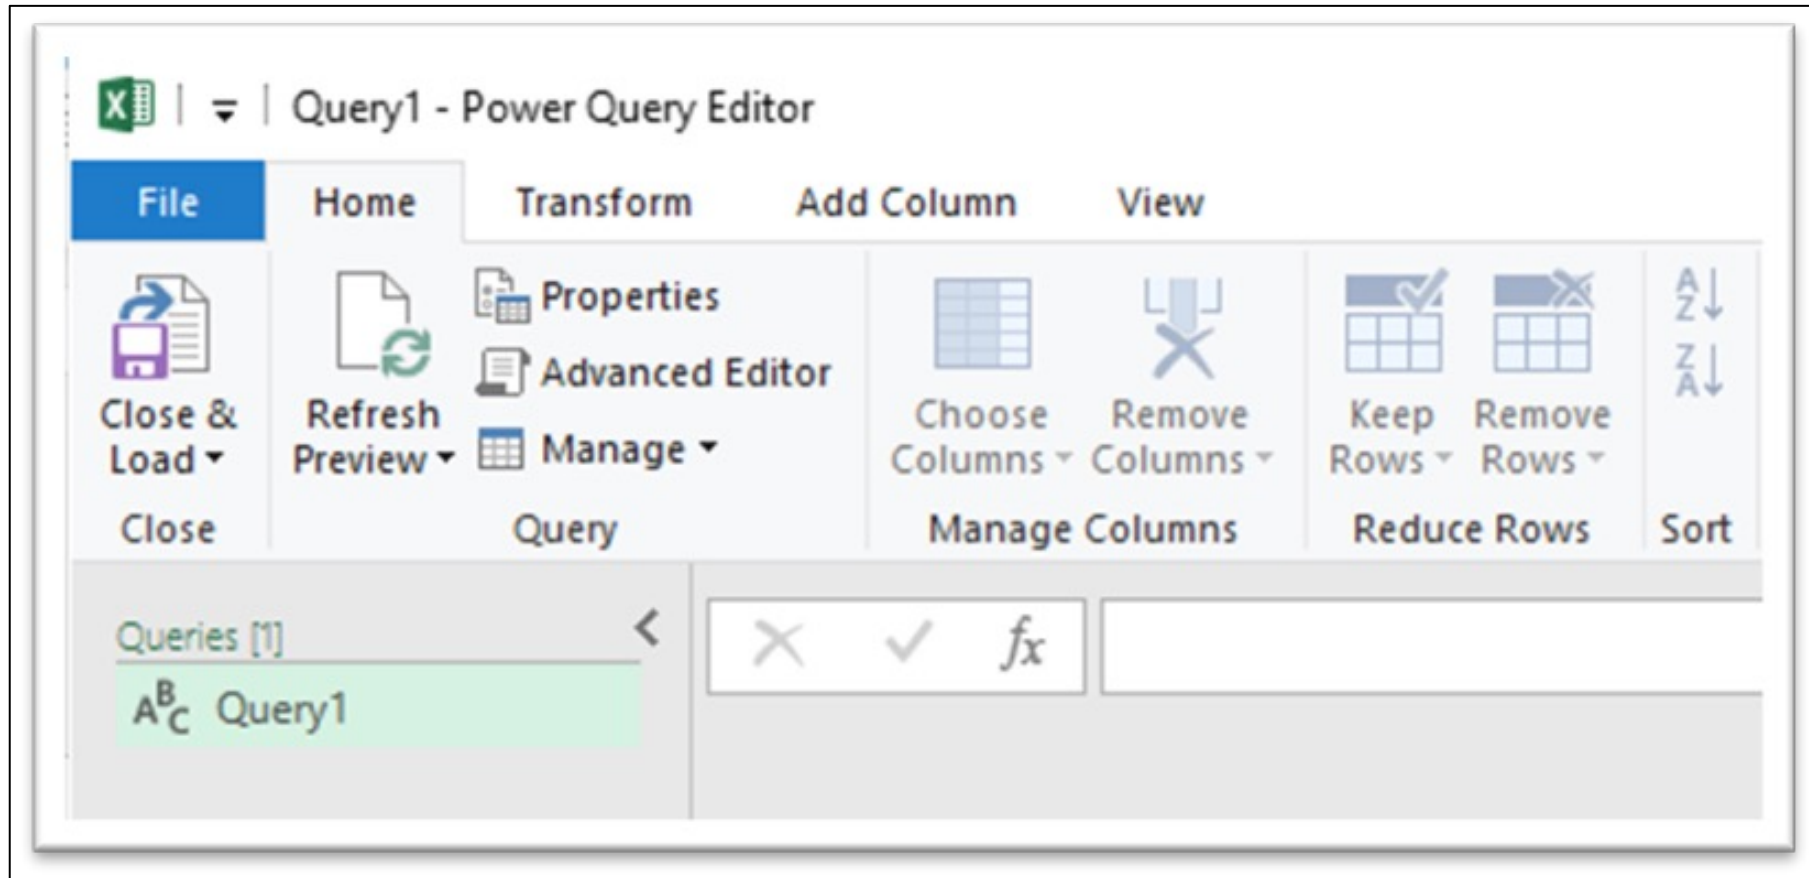 Query1 - Power Query Editor
File Home Transform Add Column View
Close & Load
Refresh Preview
Properties
Advanced Editor
Manage
Choose Columns
Remove Columns
Keep Rows
Remove Rows
A Z
Z A
Close Query Manage Columns Reduce Rows Sort
Queries [1]
fx
ABC Query1